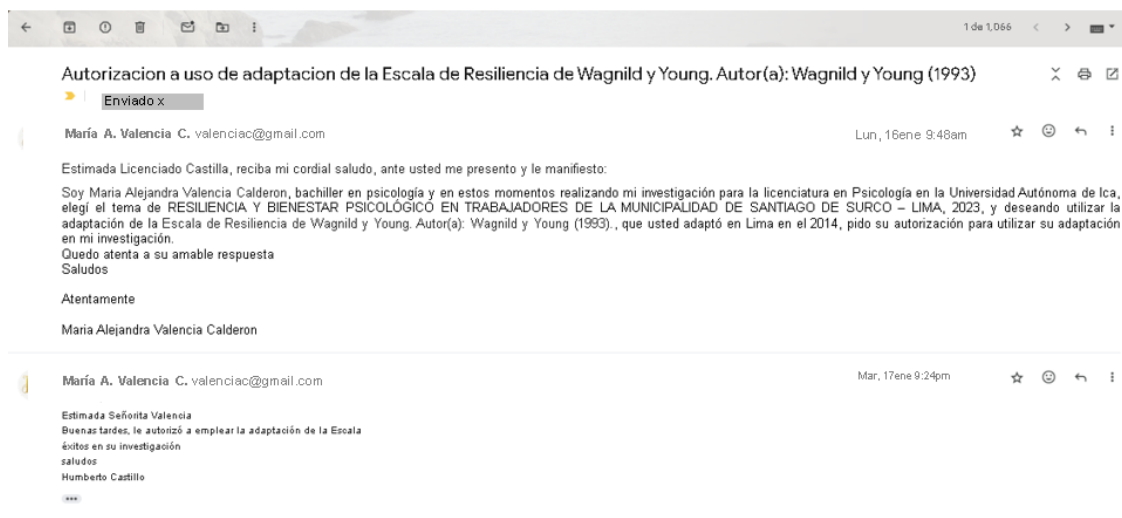 1 de 1,066
Autorizacion a uso de adaptacion de la Escala de Resiliencia de Wagnild y Young. Autor(a): Wagnild y Young (1993)
Enviado x
María A. Valencia C. valenciac@gmail.com
Lun, 16ene 9:48am
Estimada Licenciado Castilla, reciba mi cordial saludo, ante usted me presento y le manifiesto:
Soy Maria Alejandra Valencia Calderon, bachiller en psicología y en estos momentos realizando mi investigación para la licenciatura en Psicología en la Universidad Autónoma de Ica,
elegí el tema de RESILIENCIA Y BIENESTAR PSICOLÓGICO EN TRABAJADORES DE LA MUNICIPALIDAD DE SANTIAGO DE SURCO – LIMA, 2023, y deseando utilizar la
adaptación de la Escala de Resiliencia de Wagnild y Young. Autor(a): Wagnild y Young (1993)., que usted adaptó en Lima en el 2014, pido su autorización para utilizar su adaptación
en mi investigación.
Quedo atenta a su amable respuesta
Saludos
Atentamente
Maria Alejandra Valencia Calderon
María A. Valencia C. valenciac@gmail.com
Mar, 17ene 9:24pm
Estimada Señorita Valencia
Buenas tardes, le autorizó a emplear la adaptación de la Escala
éxitos en su investigación
saludos
Humberto Castillo